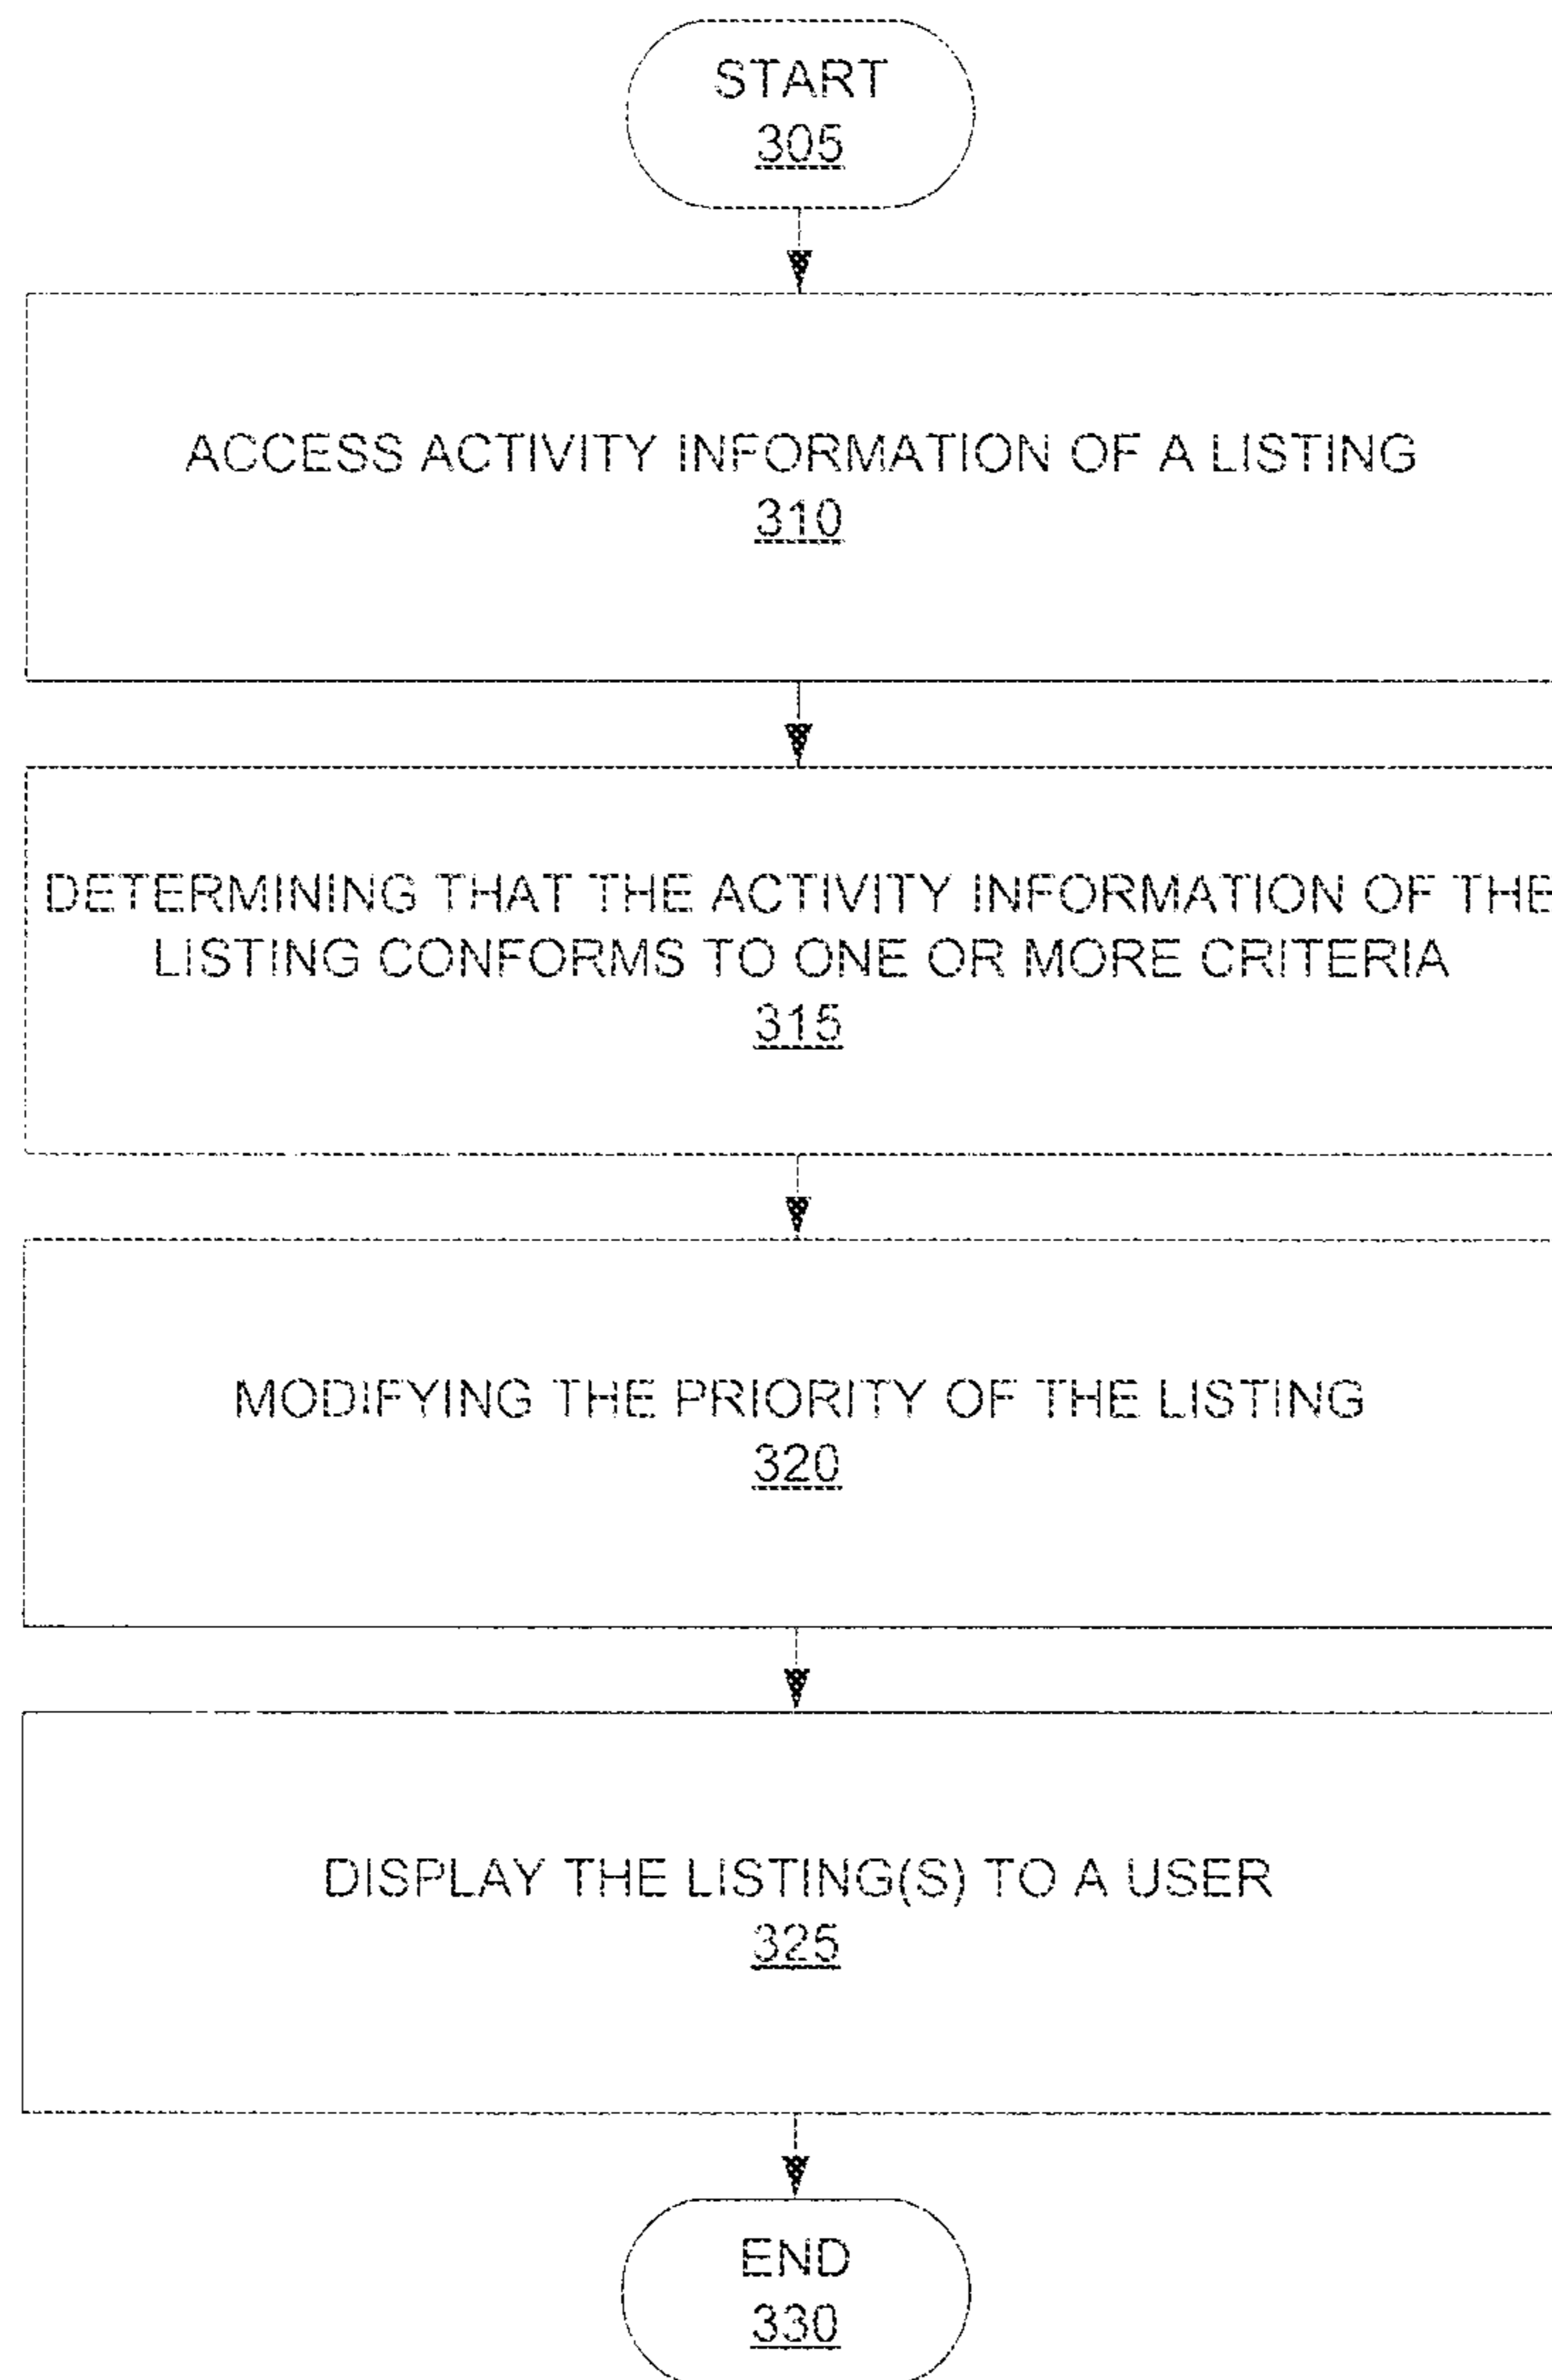 START
305
ACCESS ACTIVITY INFORMATION OF A LISTING
310
DETERMINING THAT THE ACTIVITY INFORMATION OF THE
LISTING CONFORMS TO ONE OR MORE CRITERIA
315
MODIFYING THE PRIORITY OF THE LISTING
320
DISPLAY THE LISTING(S) TO A USER
325
END
330